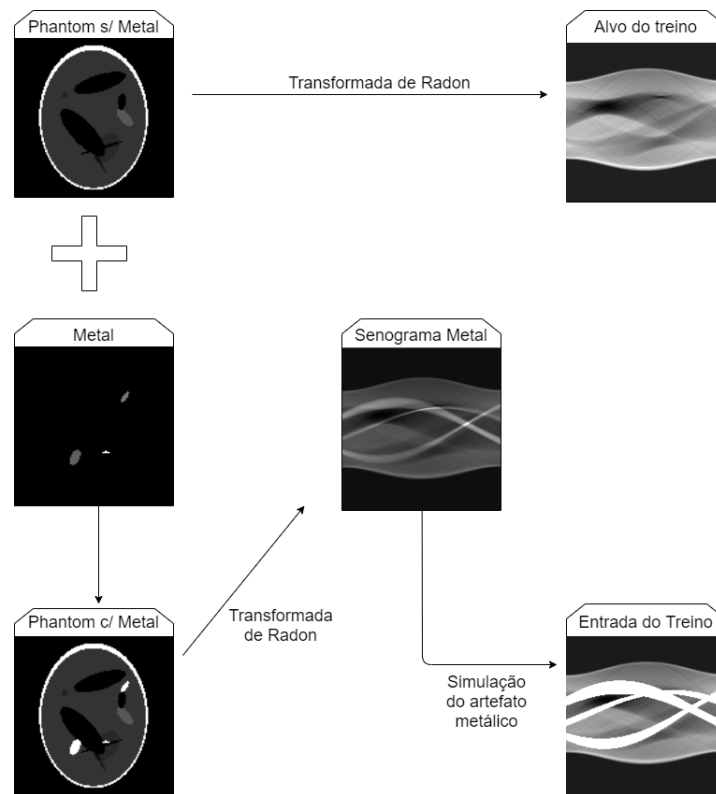 Phantom s/ Metal
Alvo do treino
Transformada de Radon
Metal
Senograma Metal
Phantom c/ Metal
Transformada
de Radon
Entrada do Treino
Simulação
do artefato
metálico